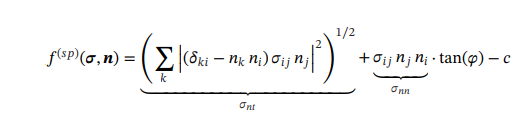 f^{(sp)}(σ, n) = ( ∑_k |(δ_{ki} − n_k n_i) σ_{ij} n_j|^2 )^{1/2} + σ_{ij} n_j n_i · tan(φ) − c
σ_{nt} σ_{nn}